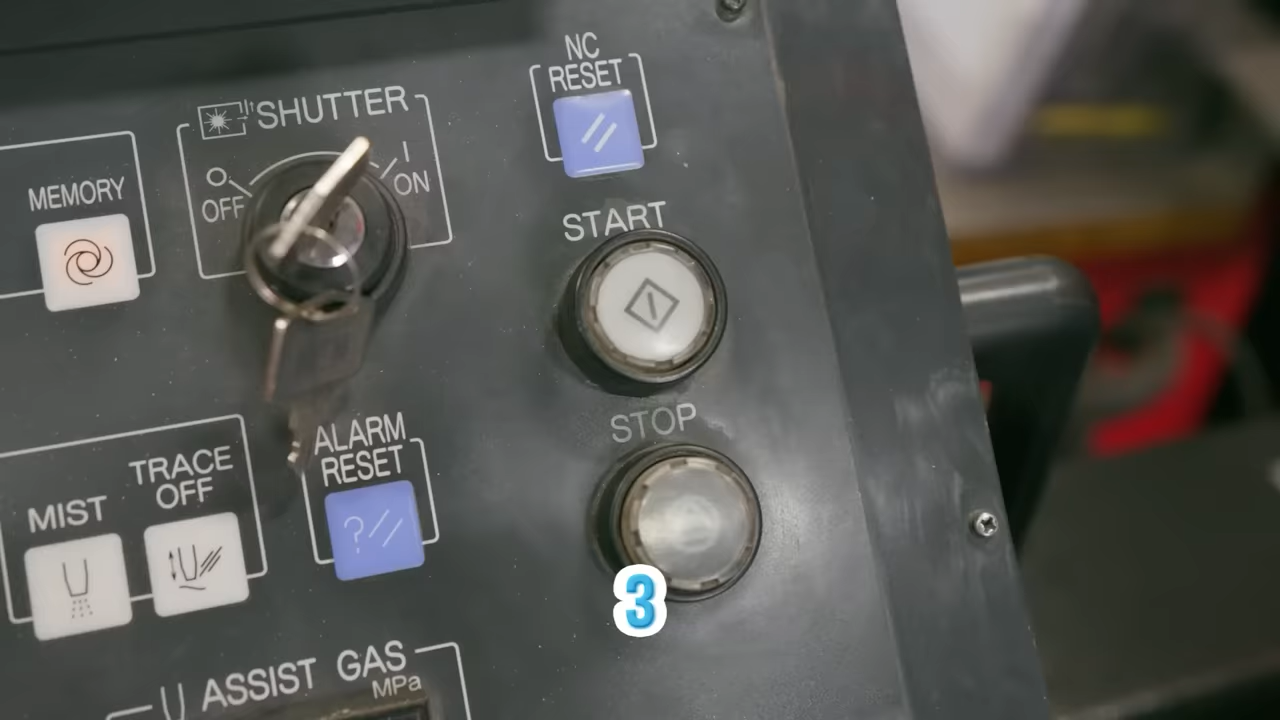 NC
RESET
SHUTTER
O
OFF
I
ON
MEMORY
START
STOP
ALARM
RESET
?//
TRACE
OFF
MIST
3
ASSIST GAS
MPa